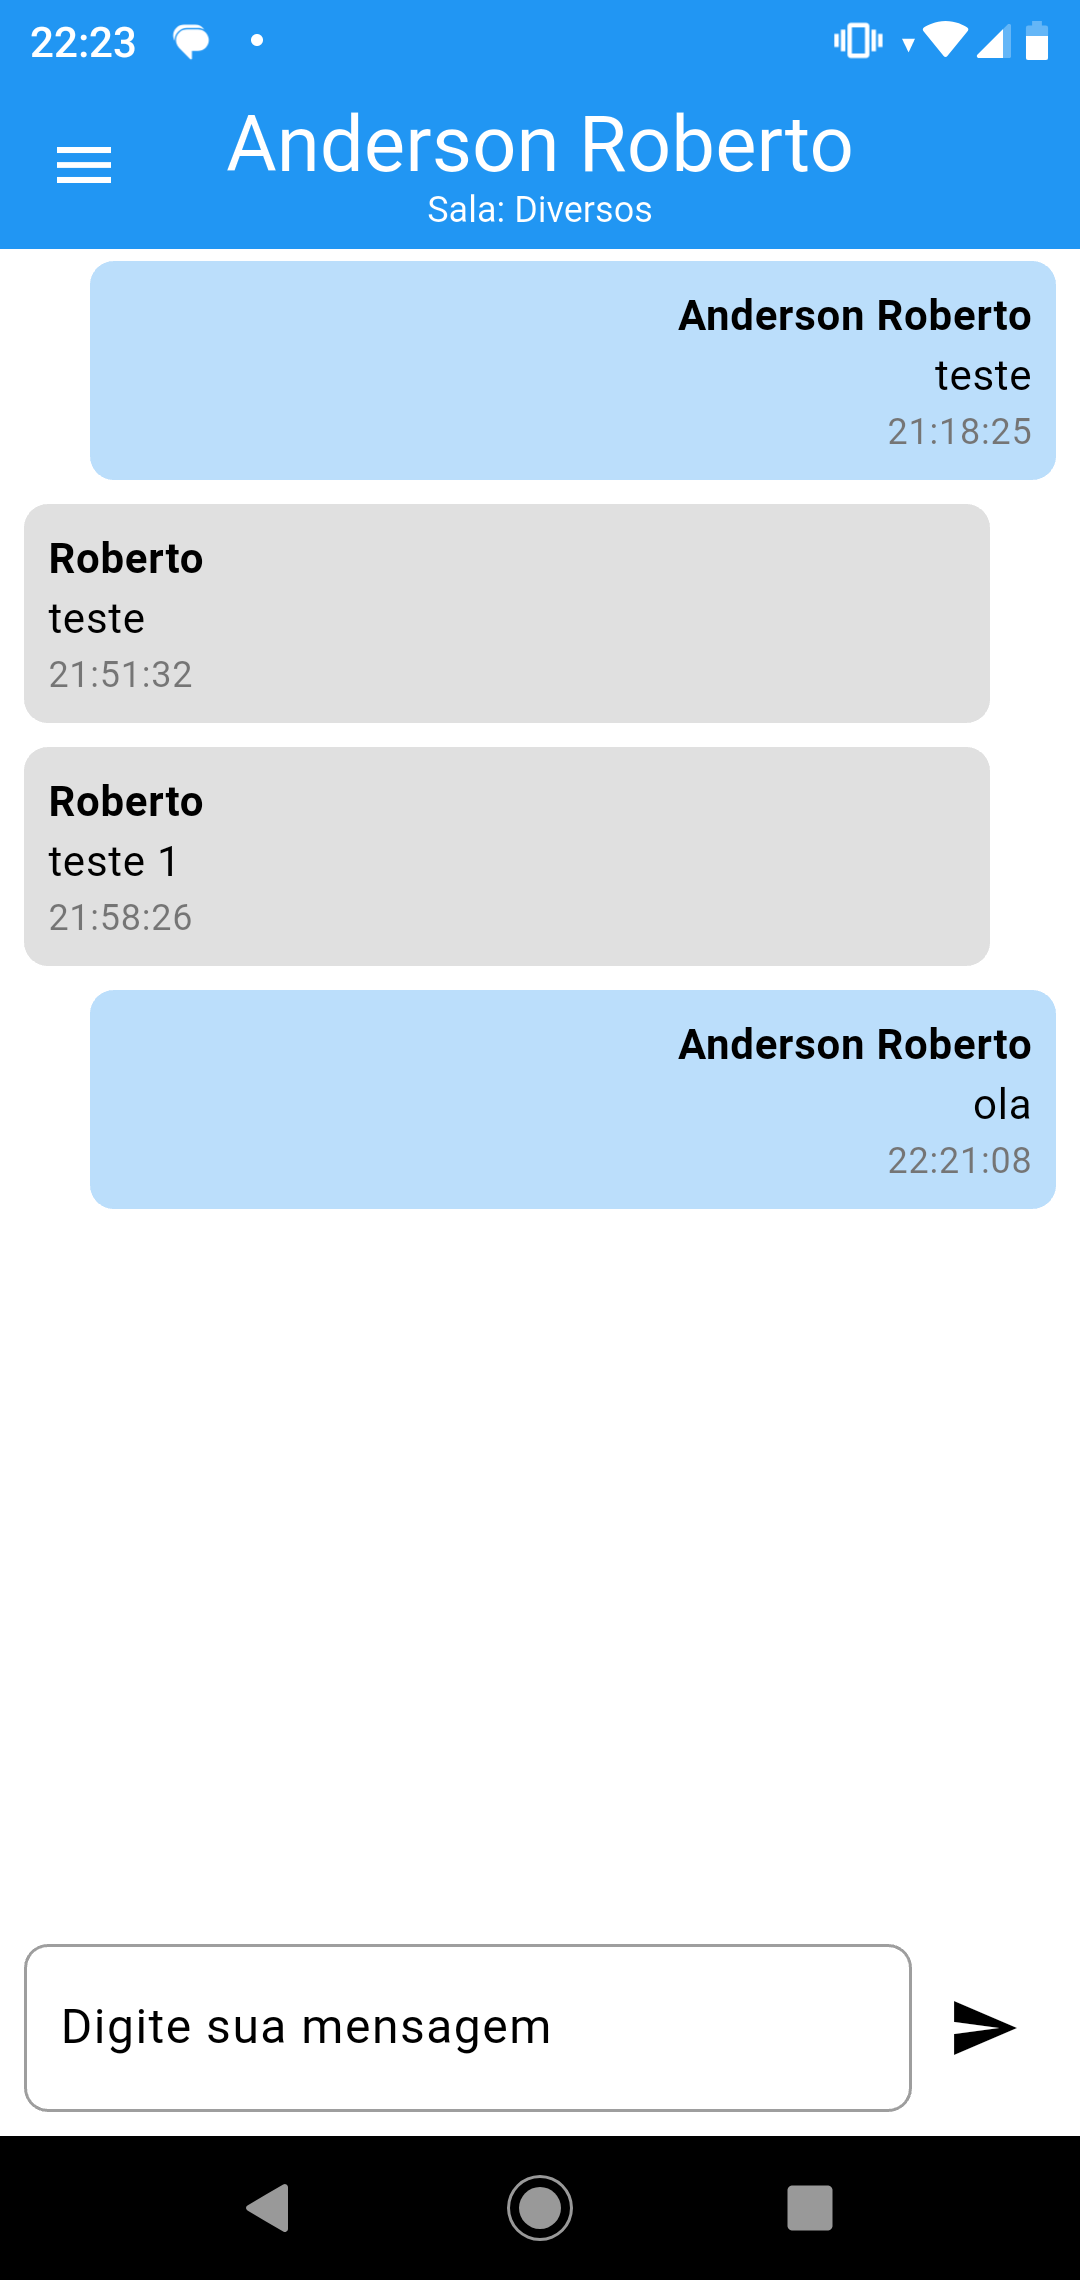 22:23
Anderson Roberto
Sala: Diversos
Anderson Roberto
teste
21:18:25
Roberto
teste
21:51:32
Roberto
teste 1
21:58:26
Anderson Roberto
ola
22:21:08
Digite sua mensagem